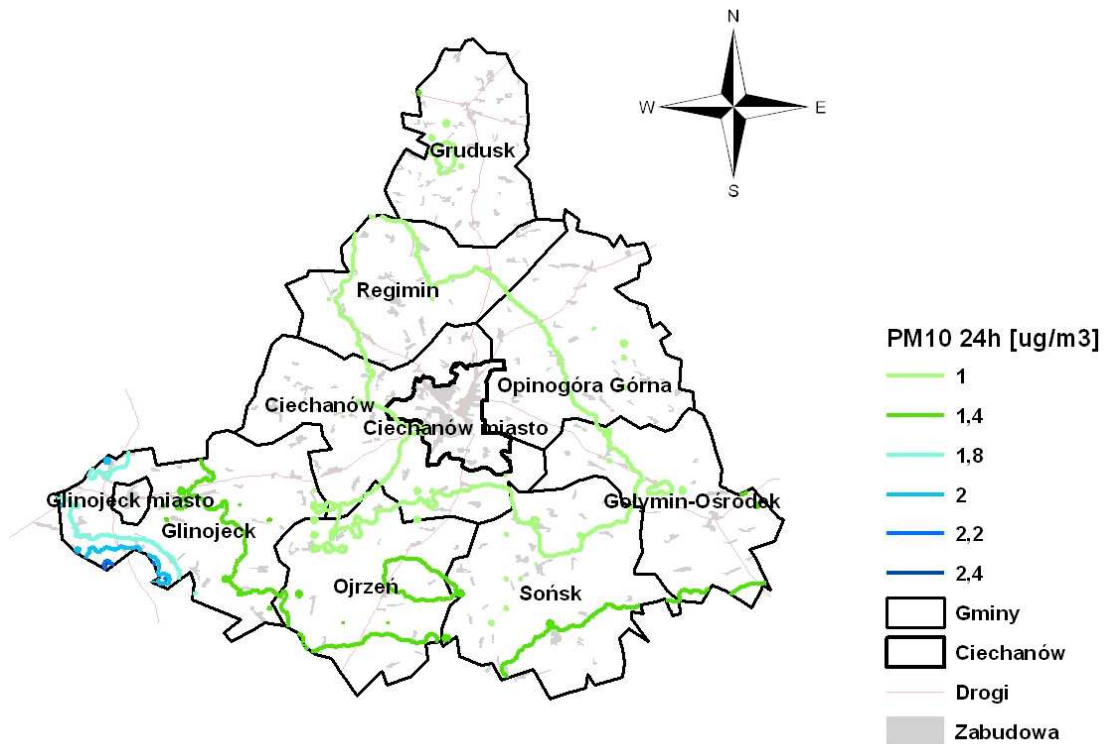 N
W E
S
Grudusk
Regimin
Opinogóra Górna
Ciechanów
Ciechanów miasto
Glinojeck miasto
Gołymin-Ośródek
Glinojeck
Ojrzeń
Sońsk
PM10 24h [ug/m3]
1
1,4
1,8
2
2,2
2,4
Gminy
Ciechanów
Drogi
Zabudowa